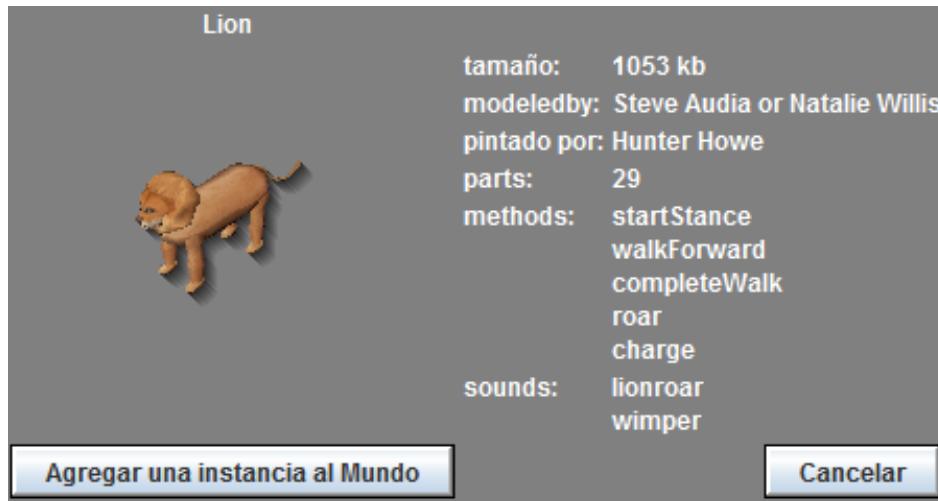 Lion
tamaño: 1053 kb
modeledby: Steve Audia or Natalie Willis
pintado por: Hunter Howe
parts: 29
methods: startStance
walkForward
completeWalk
roar
charge
sounds: lionroar
wimper
Agregar una instancia al Mundo Cancelar